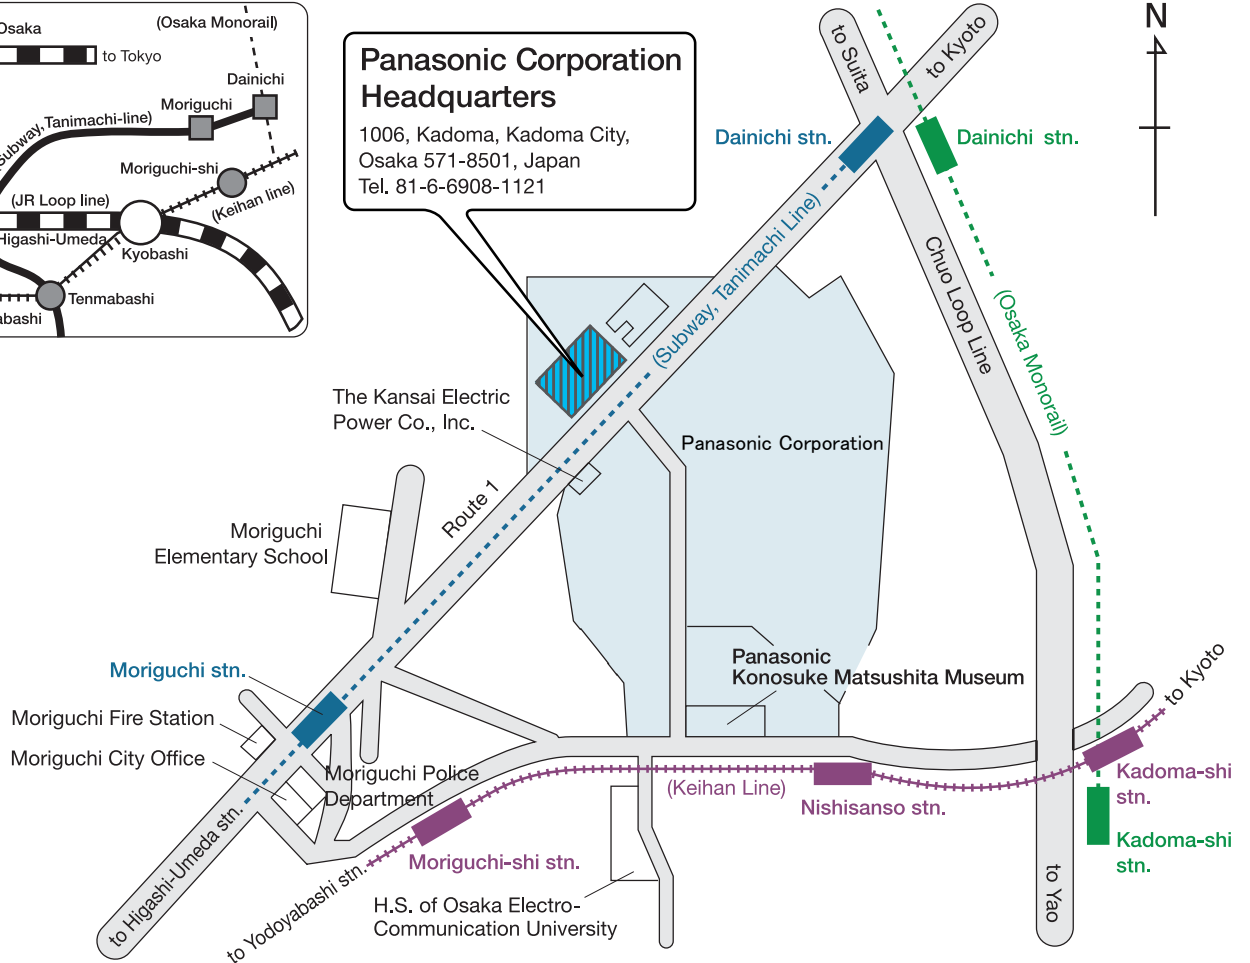 Osaka
to Tokyo
(Osaka Monorail)
Dainichi
Moriguchi
Subway, Tanimachi-line)
Moriguchi-shi
(JR Loop line)
(Keihan line)
Higashi-Umeda
Kyobashi
Tenmabashi
abashi
Panasonic Corporation
Headquarters
1006, Kadoma, Kadoma City,
Osaka 571-8501, Japan
Tel. 81-6-6908-1121
to Suita
to Kyoto
N
Dainichi stn.
Dainichi stn.
(Subway, Tanimachi Line)
Chuo Loop Line
(Osaka Monorail)
The Kansai Electric
Power Co., Inc.
Panasonic Corporation
Route 1
Moriguchi
Elementary School
Panasonic
Konosuke Matsushita Museum
Moriguchi stn.
to Kyoto
Moriguchi Fire Station
Moriguchi City Office
Moriguchi Police
Department
(Keihan Line)
Nishisanso stn.
Kadoma-shi
stn.
Kadoma-shi
stn.
Moriguchi-shi stn.
to Higashi-Umeda stn.
to Yodoyabashi stn.
to Yao
H.S. of Osaka Electro-
Communication University